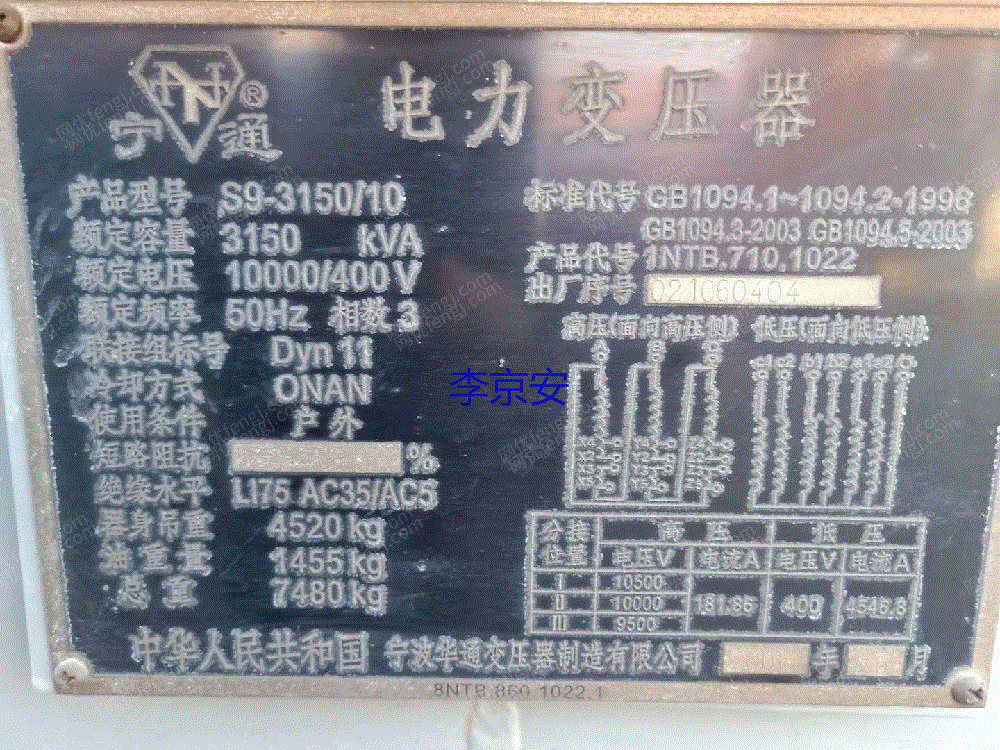 宁通®
电力变压器
产品型号 S9-3150/10
额定容量 3150 kVA
额定电压 10000/400 V
额定频率 50Hz 相数 3
联接组标号 Dyn 11
冷却方式 ONAN
使用条件 户外
短路阻抗 %
绝缘水平 LI75 AC35/AC5
器身吊重 4520 kg
油重量 1455 kg
总重 7480 kg
标准代号 GB1094.1~1094.2-1996
GB1094.3-2003 GB1094.5-2003
产品代号 1NTB.710.1022
出厂序号 021060404
高压(面向高压侧) 低压(面向低压侧)
李京安
分接位置 高压 低压
电压V 电流A 电压V 电流A
I 10500
II 10000 181.86 400 4546.8
III 9500
中华人民共和国 宁波华通变压器制造有限公司 年 月
8NTB.860.1022.1